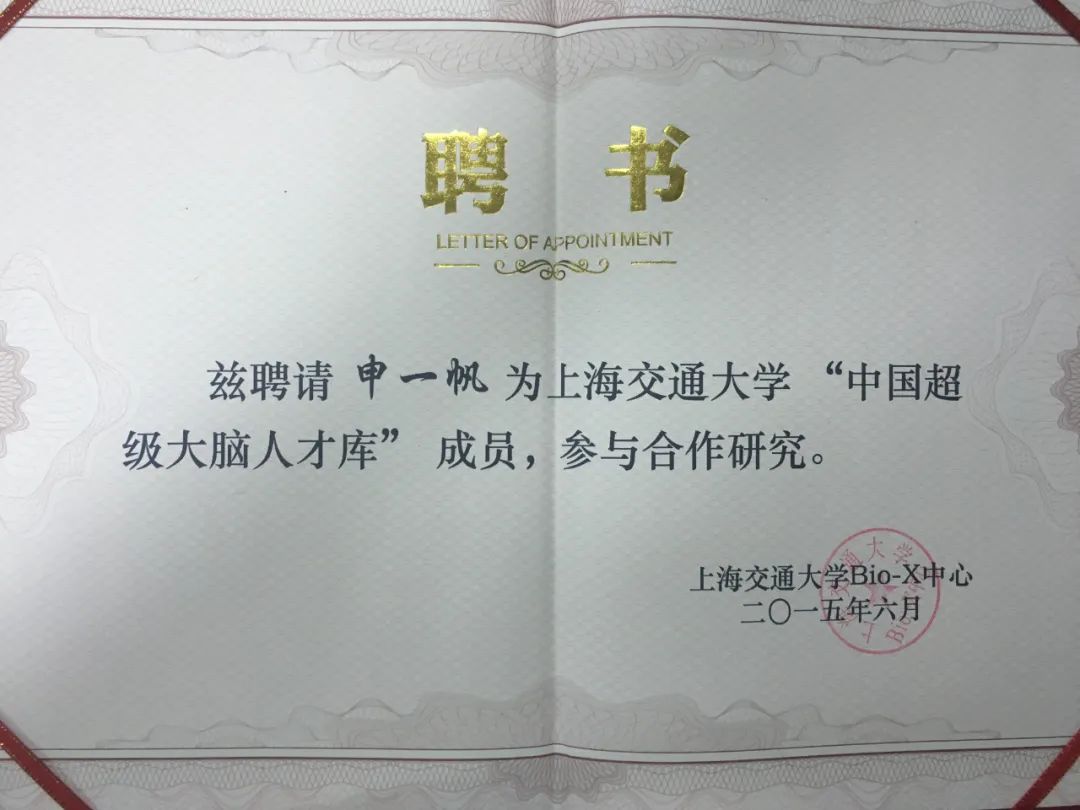 聘书
LETTER OF APPOINTMENT
兹聘请 申一帆 为上海交通大学 “中国超
级大脑人才库” 成员，参与合作研究。
上海交通大学Bio-X中心
二〇一五年六月